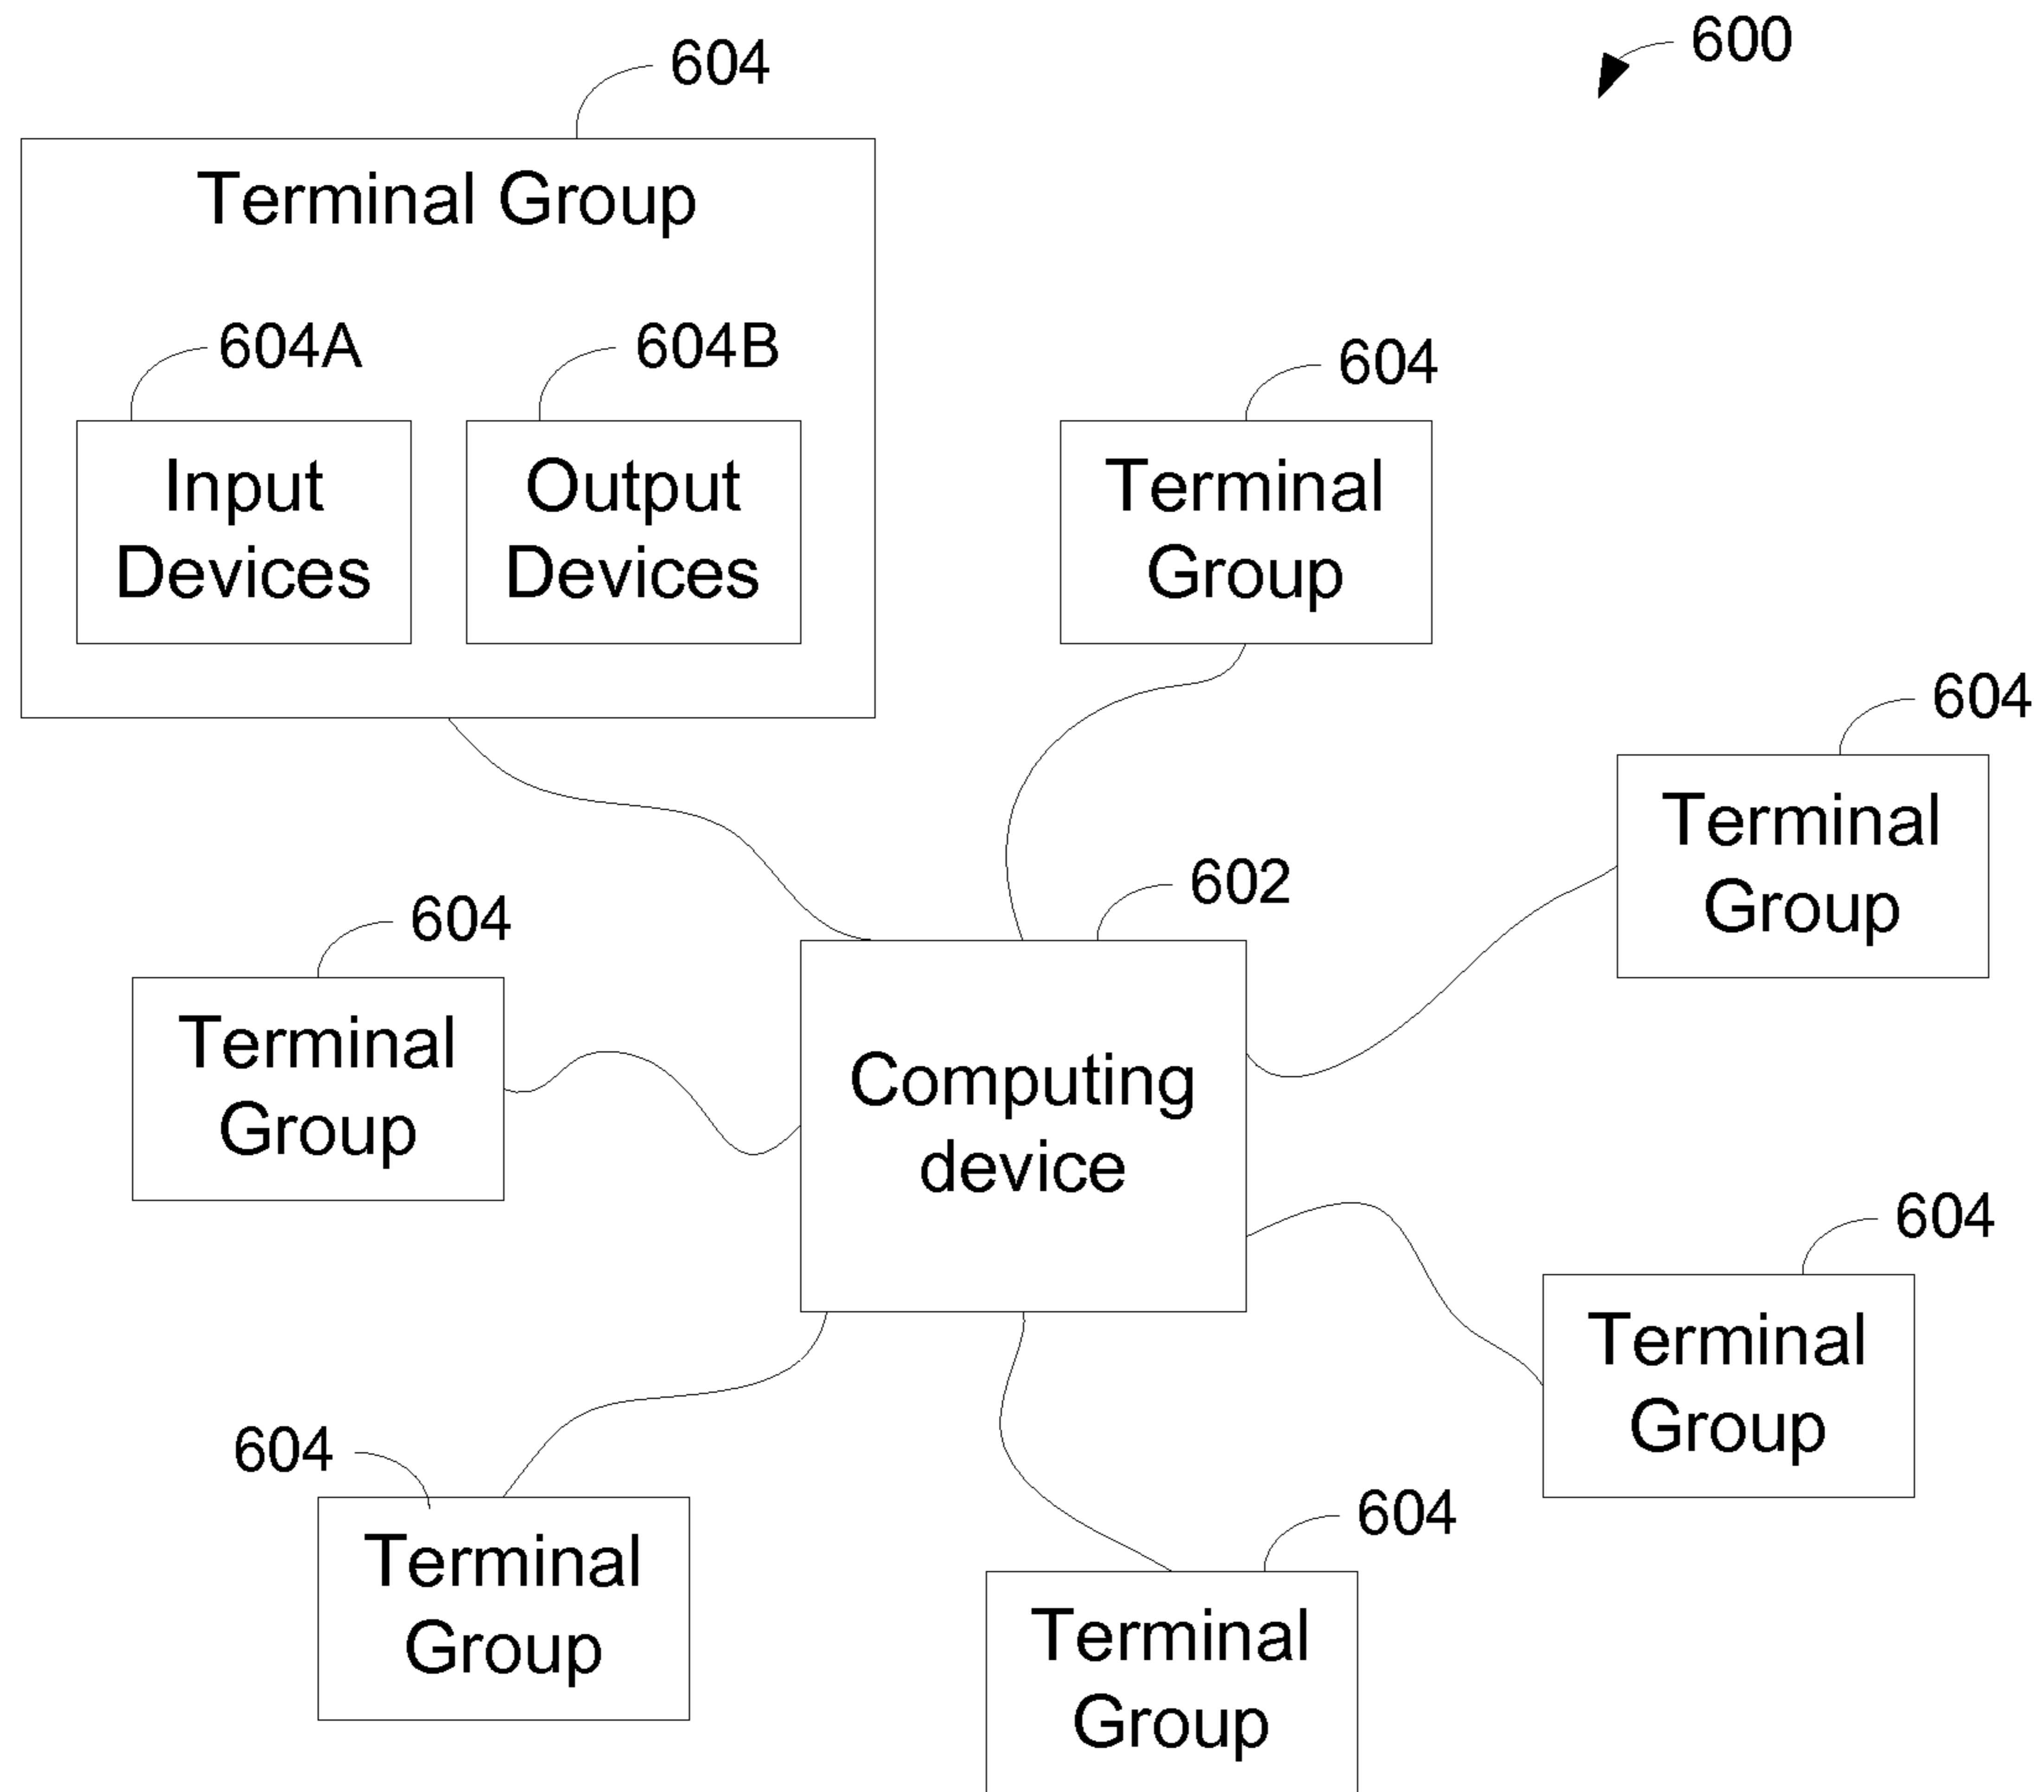 600
604
Terminal Group
604A
604B
Input
Devices
Output
Devices
604
Terminal
Group
604
Terminal
Group
602
Computing
device
604
Terminal
Group
604
Terminal
Group
604
Terminal
Group
604
Terminal
Group